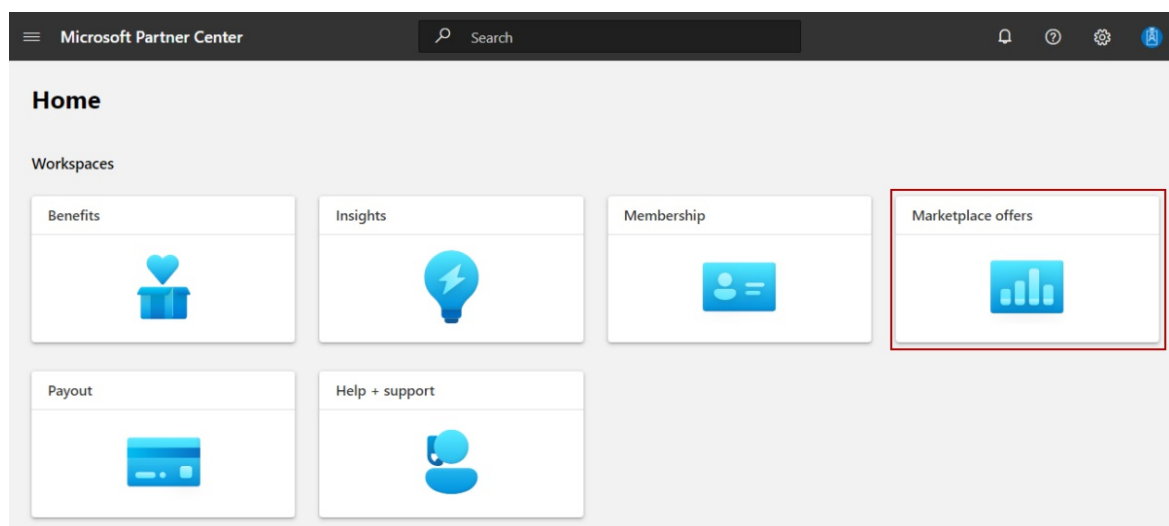 Microsoft Partner Center
Search
Home
Workspaces
Benefits
Insights
Membership
Marketplace offers
Payout
Help + support